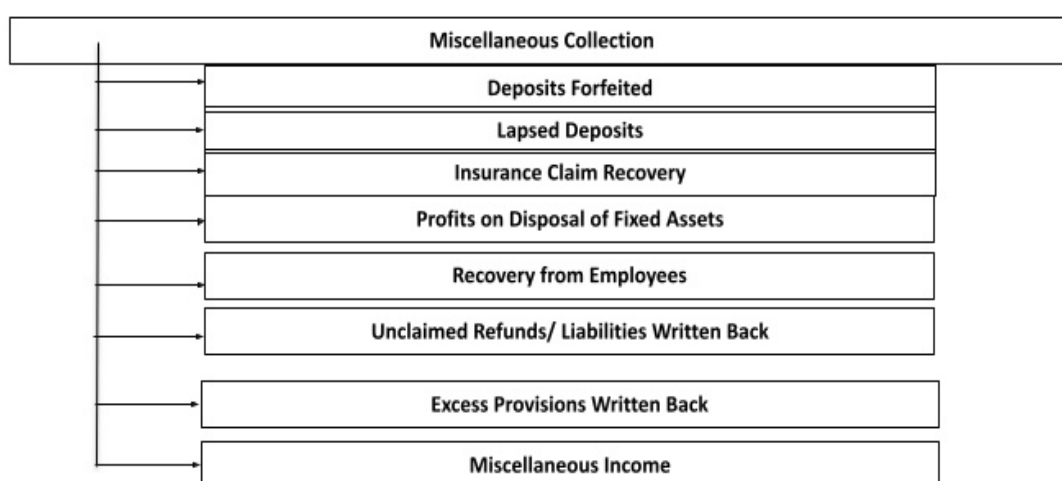 Miscellaneous Collection
Deposits Forfeited
Lapsed Deposits
Insurance Claim Recovery
Profits on Disposal of Fixed Assets
Recovery from Employees
Unclaimed Refunds/ Liabilities Written Back
Excess Provisions Written Back
Miscellaneous Income